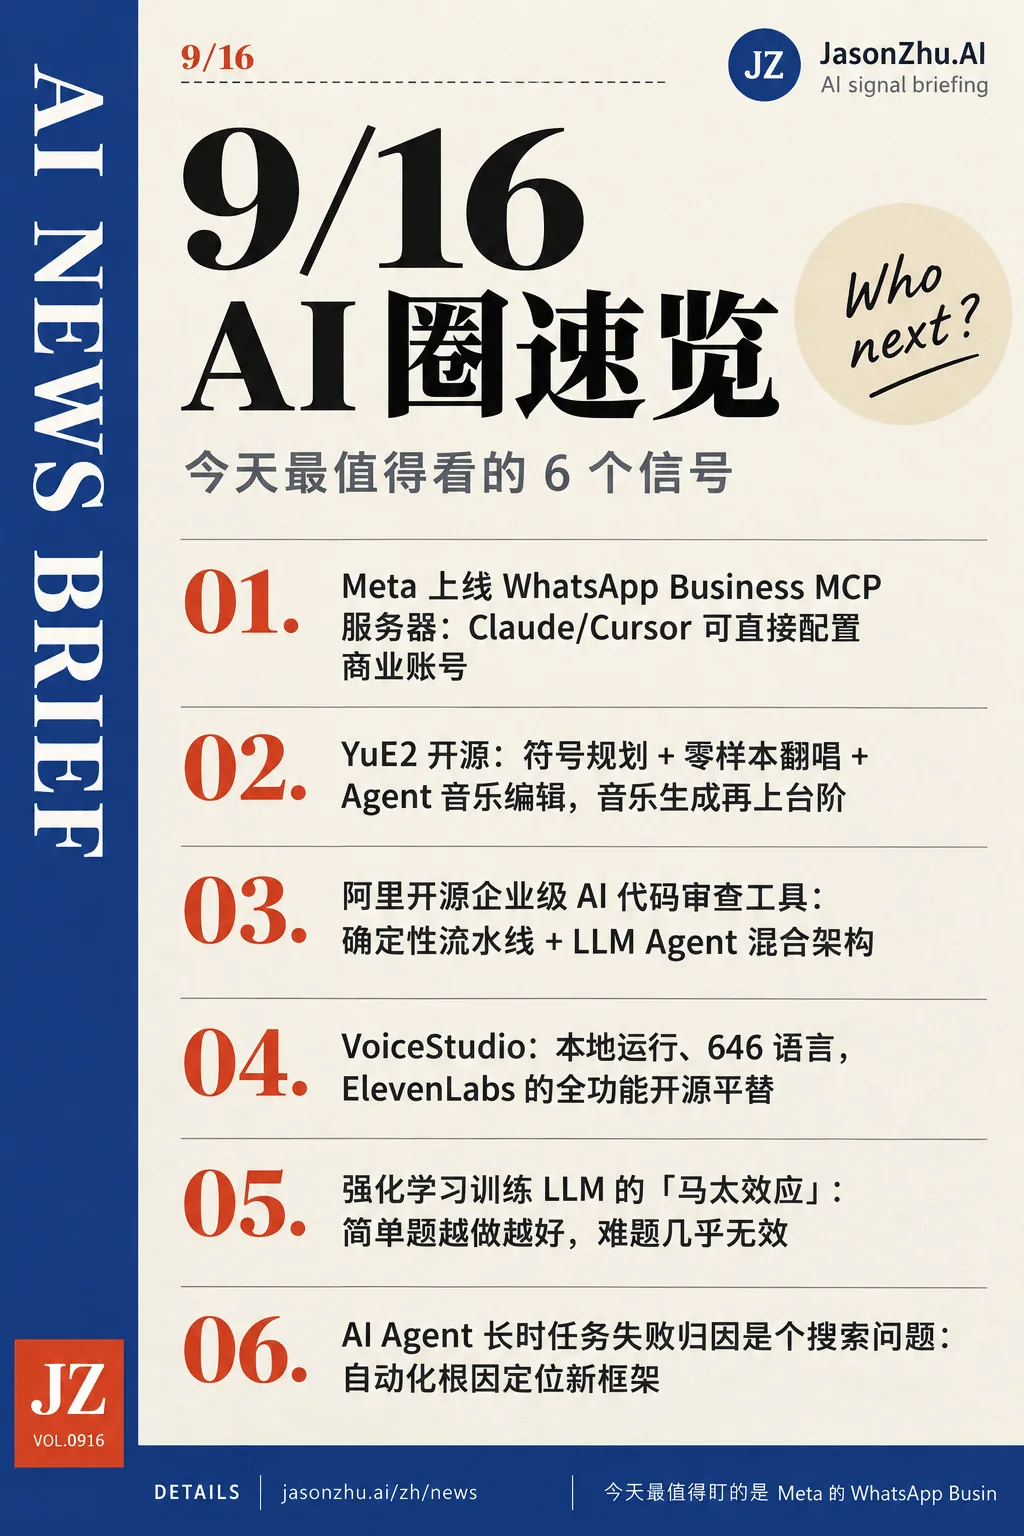 AI NEWS BRIEF
9/16
JZ
JasonZhu.AI
AI signal briefing
9/16
AI 圈速览
Who
next?
今天最值得看的 6 个信号
01.
Meta 上线 WhatsApp Business MCP
服务器：Claude/Cursor 可直接配置
商业账号
02.
YuE2 开源：符号规划 + 零样本翻唱 +
Agent 音乐编辑，音乐生成再上台阶
03.
阿里开源企业级 AI 代码审查工具：
确定性流水线 + LLM Agent 混合架构
04.
VoiceStudio：本地运行、646 语言，
ElevenLabs 的全功能开源平替
05.
强化学习训练 LLM 的「马太效应」：
简单题越做越好，难题几乎无效
06.
AI Agent 长时任务失败归因是个搜索问题：
自动化根因定位新框架
JZ
VOL.0916
DETAILS
jasonzhu.ai/zh/news
今天最值得盯的是 Meta 的 WhatsApp Busin